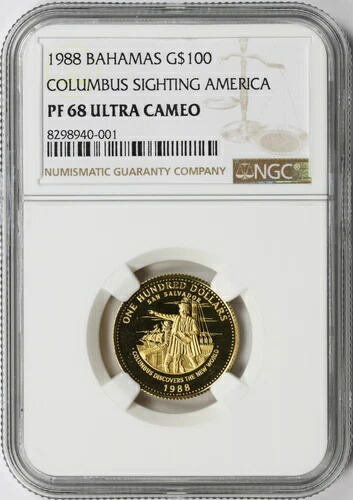 1988 BAHAMAS G$100
COLUMBUS SIGHTING AMERICA
PF 68 ULTRA CAMEO
8298940-001
NUMISMATIC GUARANTY COMPANY
NGC
ONE HUNDRED DOLLARS
SAN SALVADOR
COLUMBUS DISCOVERS THE NEW WORLD
1988